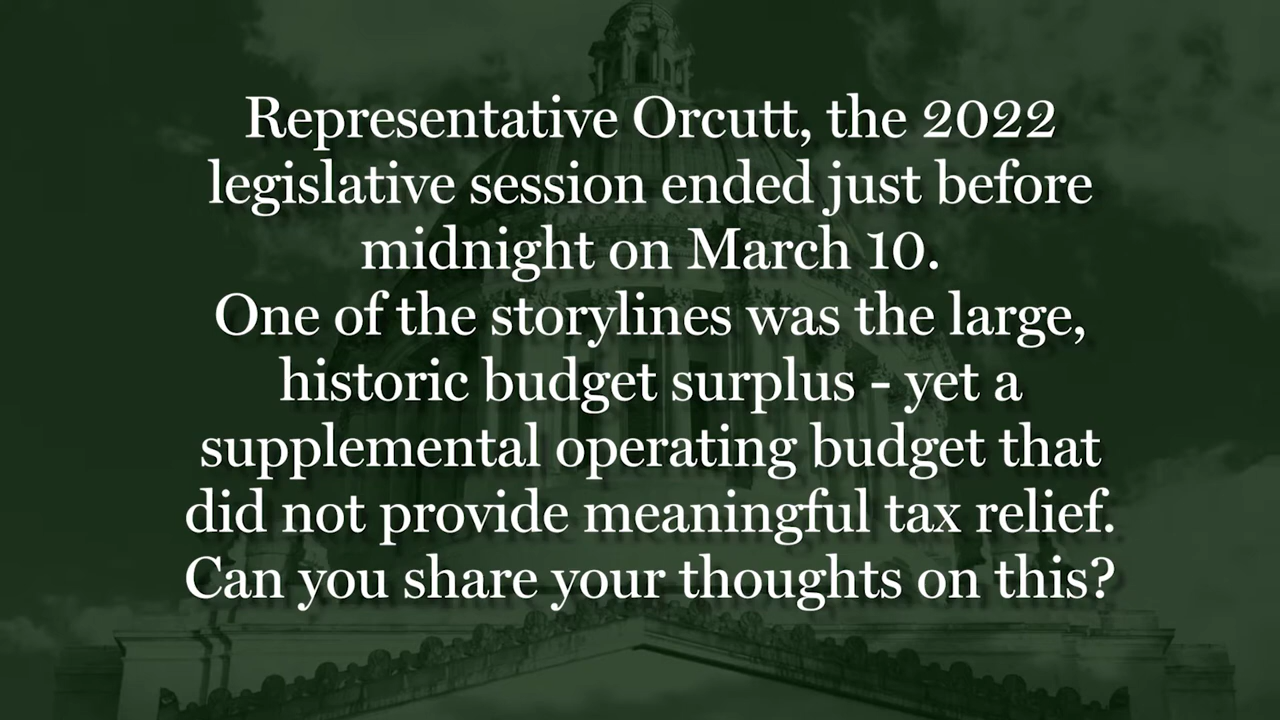 Representative Orcutt, the 2022
legislative session ended just before
midnight on March 10.
One of the storylines was the large,
historic budget surplus - yet a
supplemental operating budget that
did not provide meaningful tax relief.
Can you share your thoughts on this?